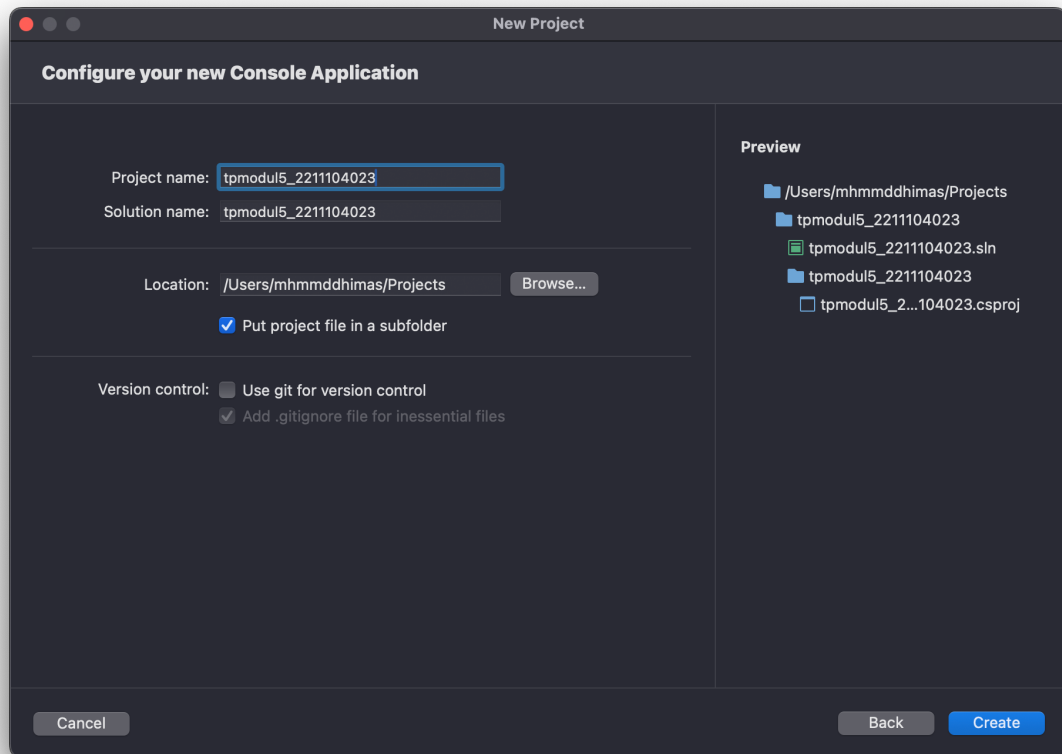 New Project
Configure your new Console Application
Project name: tpmodul5_2211104023
Solution name: tpmodul5_2211104023
Location: /Users/mhmmddhimas/Projects Browse...
Put project file in a subfolder
Version control: Use git for version control
Add .gitignore file for inessential files
Preview
/Users/mhmmddhimas/Projects
tpmodul5_2211104023
tpmodul5_2211104023.sln
tpmodul5_2211104023
tpmodul5_2...104023.csproj
Cancel
Back
Create